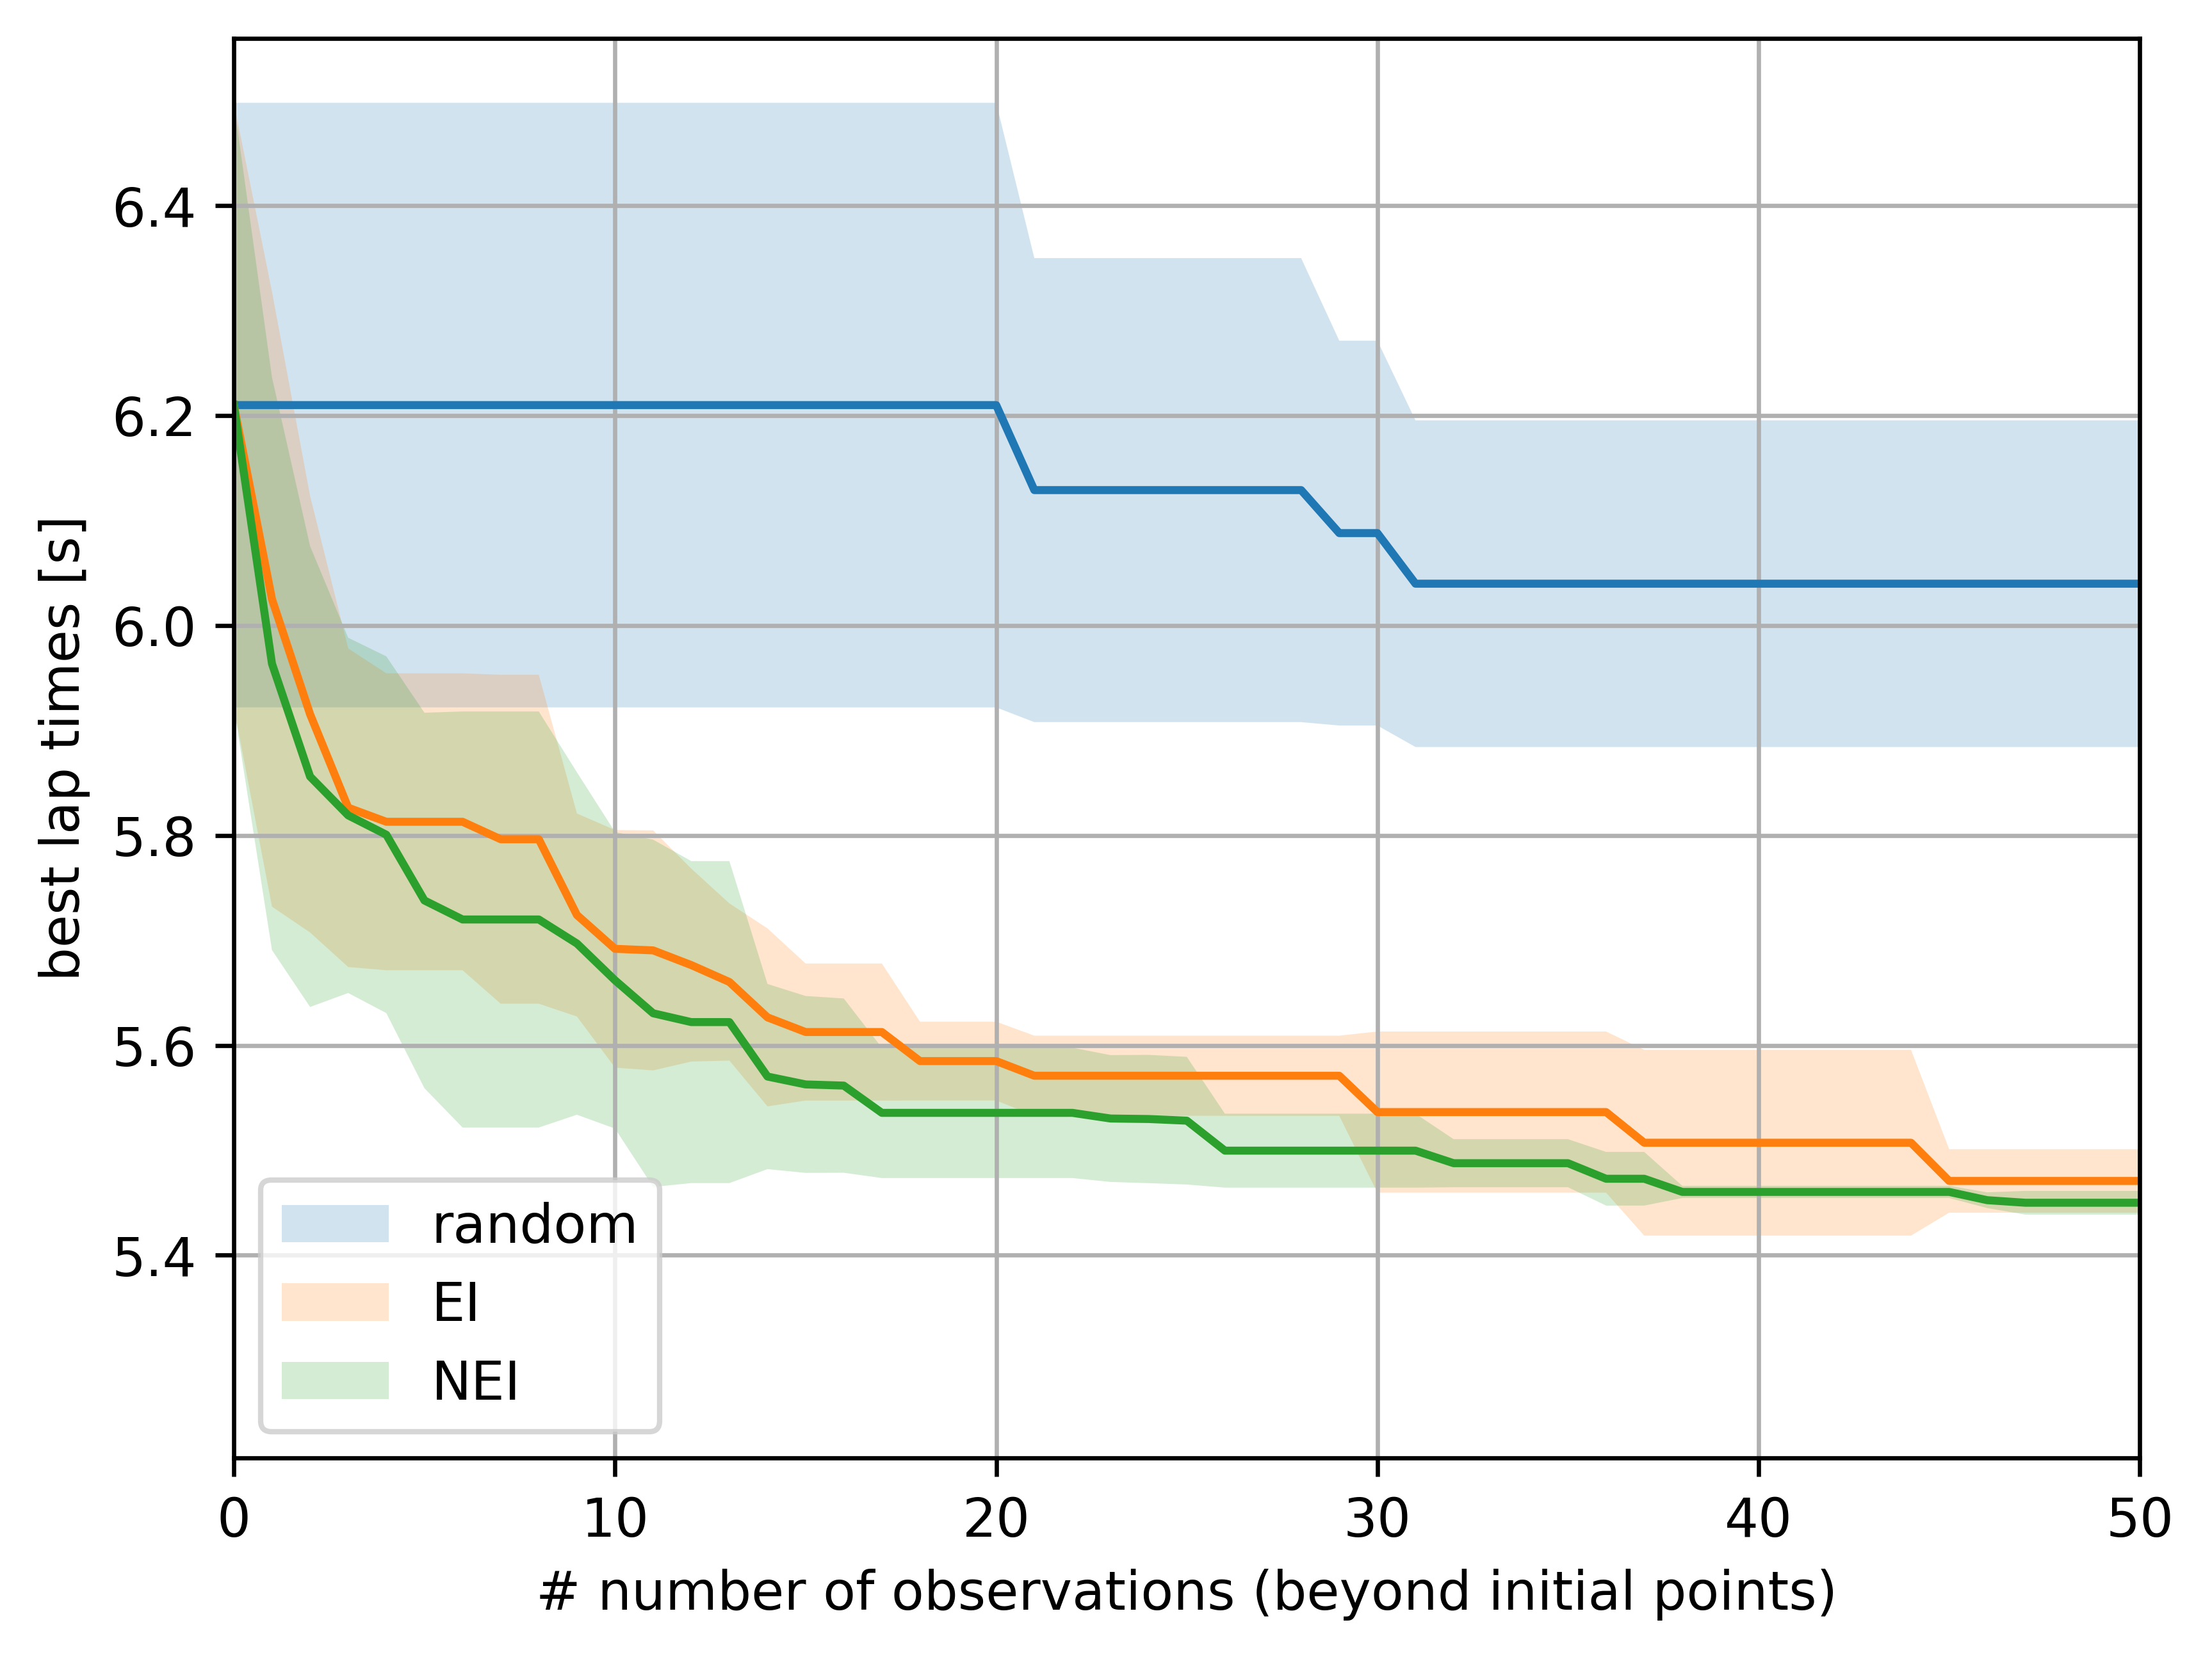 6.4
6.2
6.0
5.8
5.6
5.4
best lap times [s]
random
EI
NEI
0 10 20 30 40 50
# number of observations (beyond initial points)